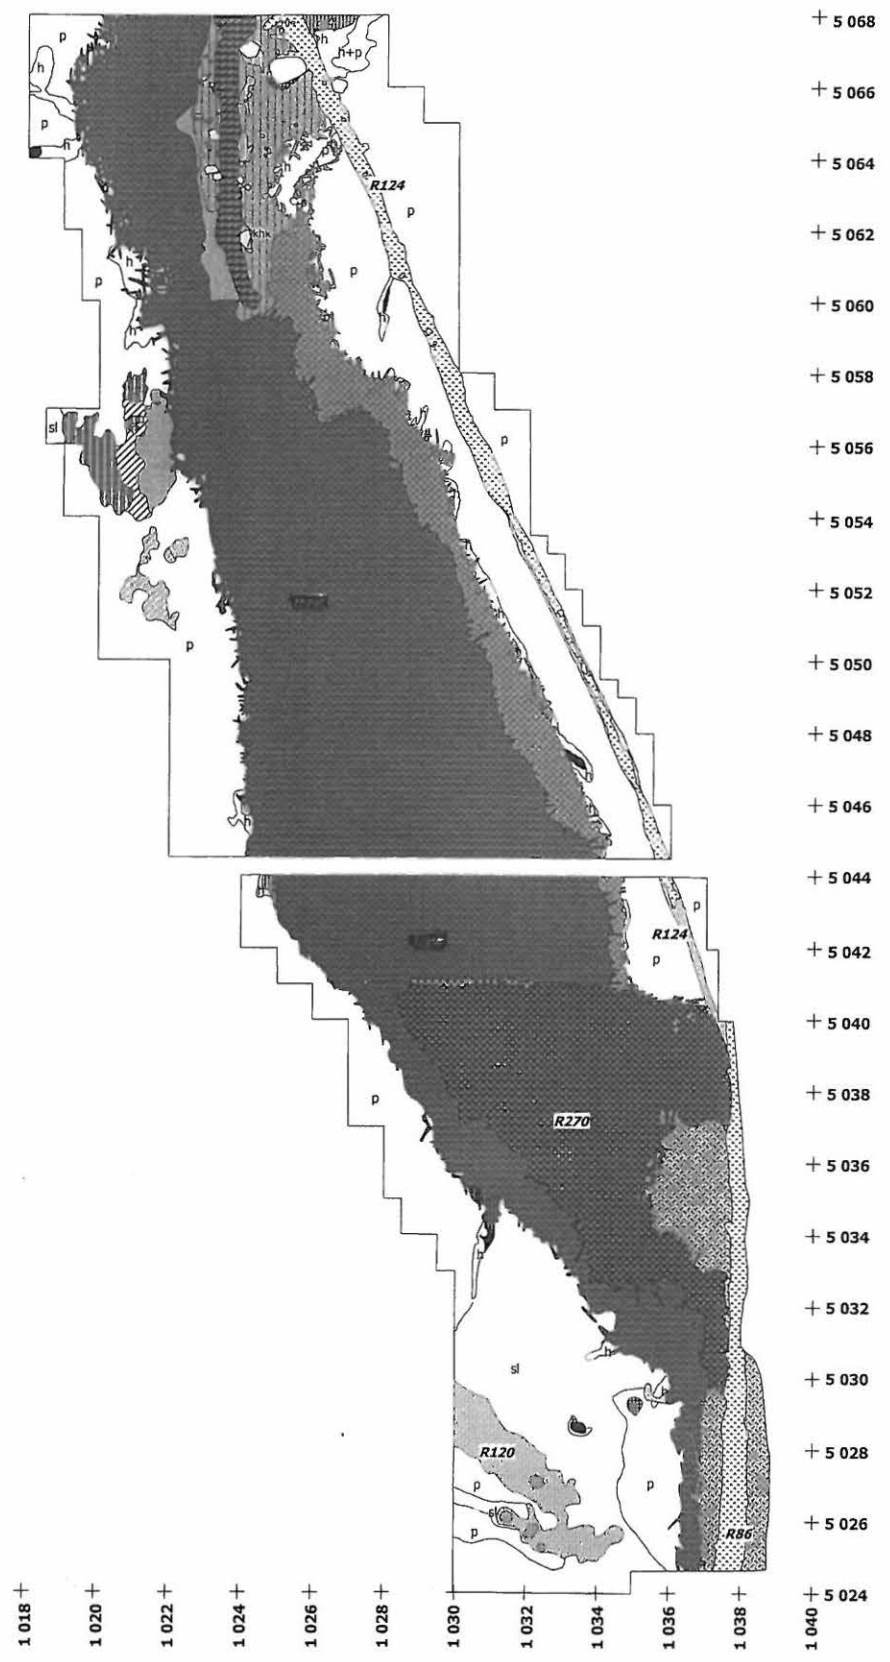 p
h
p
h
h
h+p
+ 5 068
+ 5 066
p
h
+ 5 064
R124
p
h
khk
p
p
+ 5 062
h
h
+ 5 060
+ 5 058
sl
p
+ 5 056
+ 5 054
+ 5 052
p
h
+ 5 050
+ 5 048
h
h
+ 5 046
+ 5 044
p
R124
p
+ 5 042
+ 5 040
p
+ 5 038
R270
+ 5 036
+ 5 034
h
+ 5 032
h
sl
+ 5 030
h
R120
+ 5 028
p
p
sl
p
R86
+ 5 026
+ 5 024
1 018
1 020
1 022
1 024
1 026
1 028
1 030
1 032
1 034
1 036
1 038
1 040